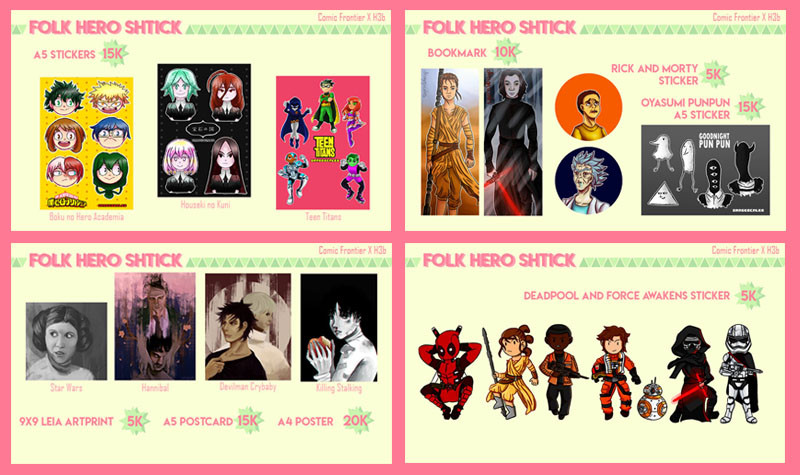 FOLK HERO SHTICK
Comic Frontier X H3b
A5 STICKERS 15K
TEEN TITANS
Boku no Hero Academia
Houseki no Kuni
Teen Titans
FOLK HERO SHTICK
Comic Frontier X H3b
BOOKMARK 10K
RICK AND MORTY
STICKER 5K
OYASUMI PUNPUN
A5 STICKER 15K
GOODNIGHT
PUN PUN
FOLK HERO SHTICK
Comic Frontier X H3b
Star Wars
Hannibal
Devilman Crybaby
Killing Stalking
9X9 LEIA ARTPRINT 5K
A5 POSTCARD 15K
A4 POSTER 20K
FOLK HERO SHTICK
Comic Frontier X H3b
DEADPOOL AND FORCE AWAKENS STICKER 5K